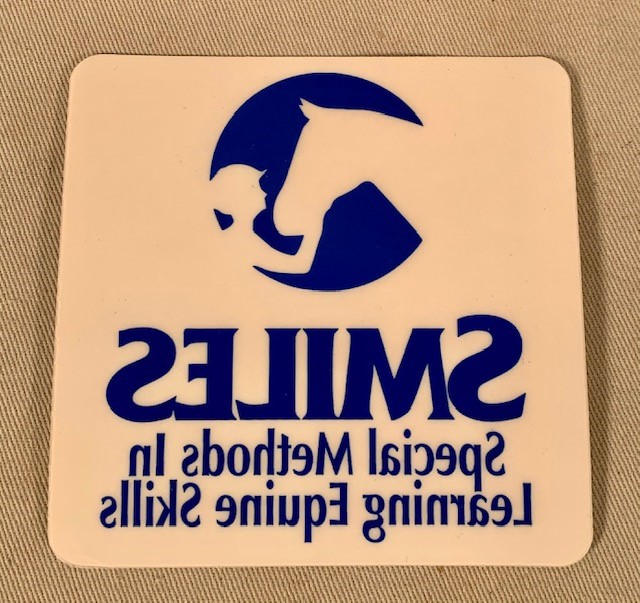 SMILES
Special Methods In
Learning Equine Skills